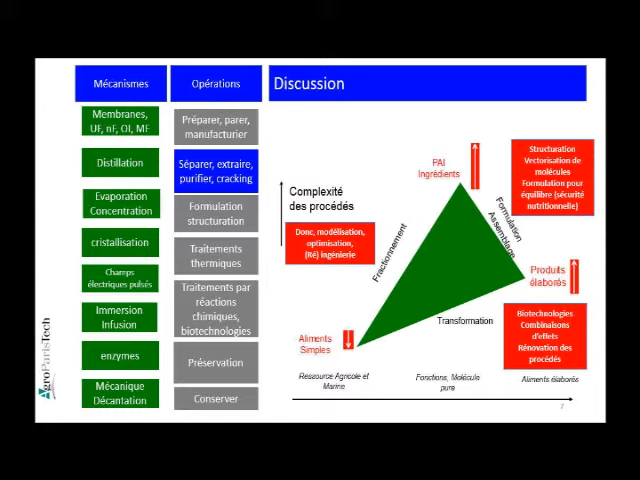 Mécanismes
Opérations
Discussion
Membranes,
UF, nF, OI, MF
Distillation
Evaporation
Concentration
cristallisation
Champs
électriques pulsés
Immersion
Infusion
enzymes
Mécanique
Décantation
Préparer, parer,
manufacturier
Séparer, extraire,
purifier, cracking
Formulation
structuration
Traitements
thermiques
Traitements par
réactions
chimiques,
biotechnologies
Préservation
Conserver
Complexité
des procédés
Donc, modélisation,
optimisation,
(Ré) ingénierie
PAI
Ingrédients
Structuration
Vectorisation de
molécules
Formulation pour
équilibre (sécurité
nutritionnelle)
Fractionnement
Formulation
Assemblage
Produits
élaborés
Transformation
Aliments
Simples
Biotechnologies
Combinaisons
d'effets
Rénovation des
procédés
Ressource Agricole et
Marine
Fonctions, Molécule
pure
Aliments élaborés
7
AgroParisTech